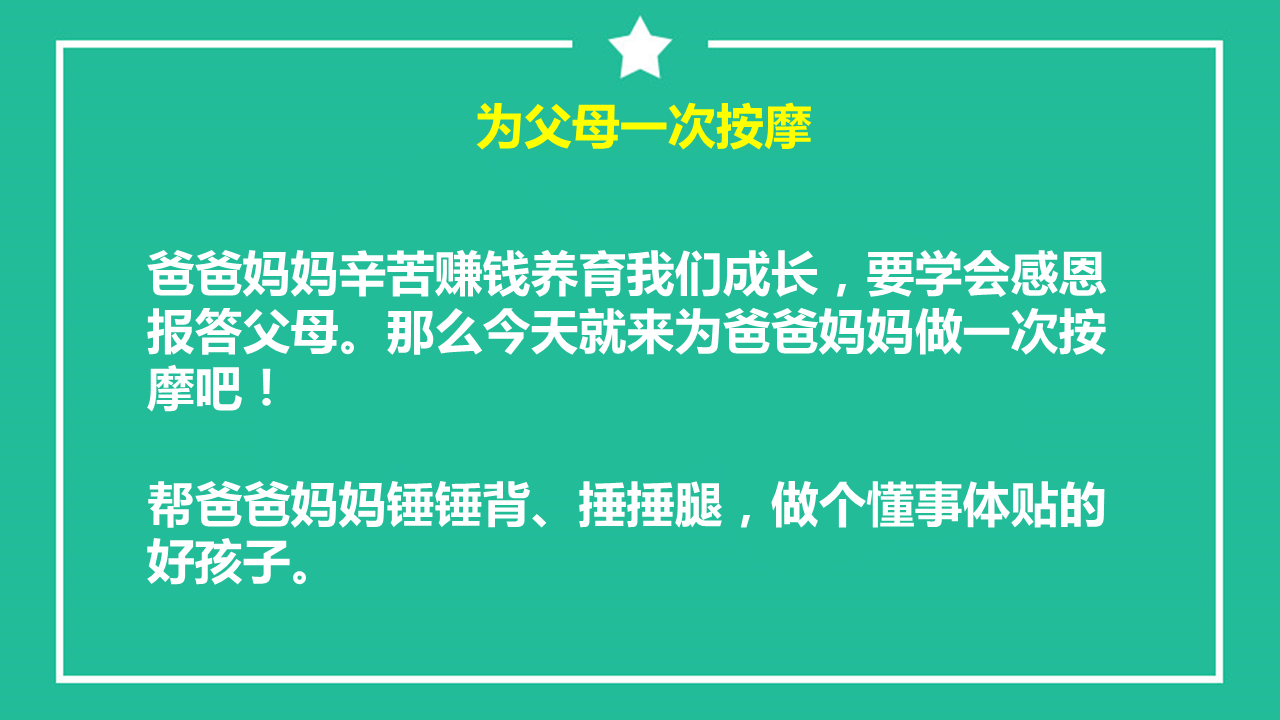 为父母一次按摩
爸爸妈妈辛苦赚钱养育我们成长，要学会感恩
报答父母。那么今天就来为爸爸妈妈做一次按
摩吧！
帮爸爸妈妈锤锤背、捶捶腿，做个懂事体贴的
好孩子。